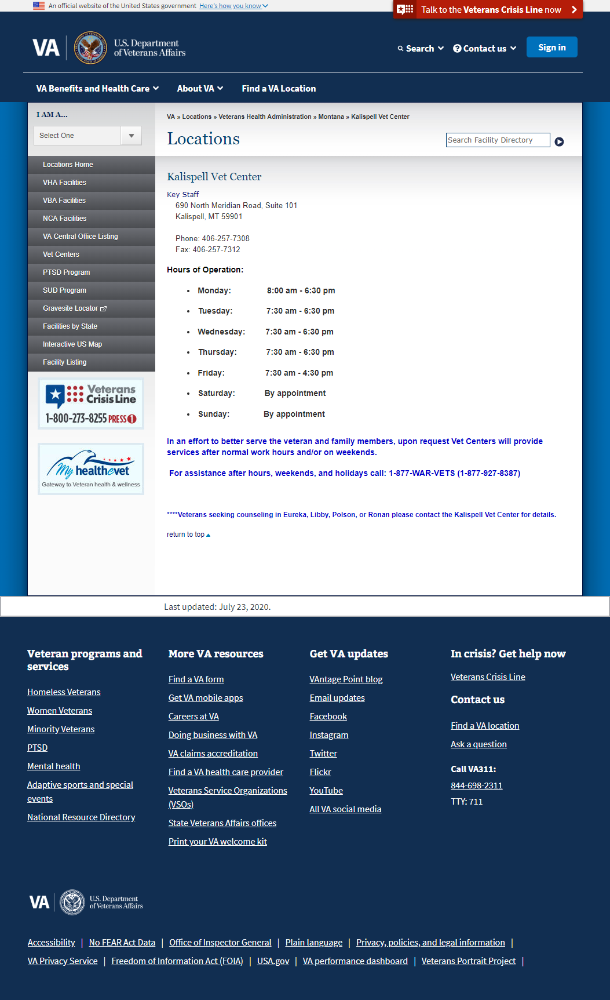 An official website of the United States government Here's how you know
Talk to the Veterans Crisis Line now
VA U.S. Department of Veterans Affairs
Search Contact us Sign in
VA Benefits and Health Care About VA Find a VA Location
I AM A...
Select One
Locations Home
VHA Facilities
VBA Facilities
NCA Facilities
VA Central Office Listing
Vet Centers
PTSD Program
SUD Program
Gravesite Locator
Facilities by State
Interactive US Map
Facility Listing
Veterans
Crisis Line
1-800-273-8255 PRESS 1
My healthevet
Gateway to Veteran health & wellness
VA » Locations » Veterans Health Administration » Montana » Kalispell Vet Center
Locations
Search Facility Directory
Kalispell Vet Center
Key Staff
690 North Meridian Road, Suite 101
Kalispell, MT 59901
Phone: 406-257-7308
Fax: 406-257-7312
Hours of Operation:
• Monday: 8:00 am - 6:30 pm
• Tuesday: 7:30 am - 6:30 pm
• Wednesday: 7:30 am - 6:30 pm
• Thursday: 7:30 am - 6:30 pm
• Friday: 7:30 am - 4:30 pm
• Saturday: By appointment
• Sunday: By appointment
In an effort to better serve the veteran and family members, upon request Vet Centers will provide
services after normal work hours and/or on weekends.
For assistance after hours, weekends, and holidays call: 1-877-WAR-VETS (1-877-927-8387)
****Veterans seeking counseling in Eureka, Libby, Polson, or Ronan please contact the Kalispell Vet Center for details.
return to top
Last updated: July 23, 2020.
Veteran programs and
services
Homeless Veterans
Women Veterans
Minority Veterans
PTSD
Mental health
Adaptive sports and special
events
National Resource Directory
More VA resources
Find a VA form
Get VA mobile apps
Careers at VA
Doing business with VA
VA claims accreditation
Find a VA health care provider
Veterans Service Organizations
(VSOs)
State Veterans Affairs offices
Print your VA welcome kit
Get VA updates
VAntage Point blog
Email updates
Facebook
Instagram
Twitter
Flickr
YouTube
All VA social media
In crisis? Get help now
Veterans Crisis Line
Contact us
Find a VA location
Ask a question
Call VA311:
844-698-2311
TTY: 711
VA U.S. Department of Veterans Affairs
Accessibility | No FEAR Act Data | Office of Inspector General | Plain language | Privacy, policies, and legal information |
VA Privacy Service | Freedom of Information Act (FOIA) | USA.gov | VA performance dashboard | Veterans Portrait Project |